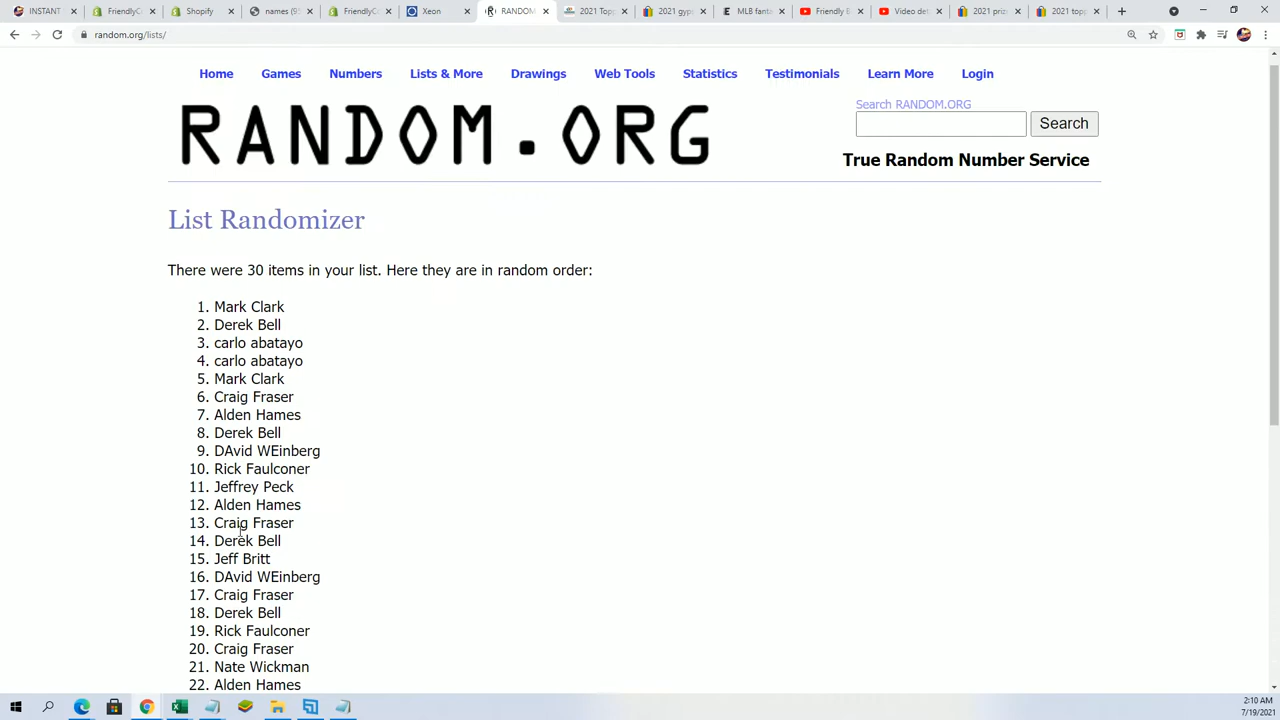 INSTANT
FriendlyC
Shopify
names (95
FriendlyC
Xeon
RANDOM
2021 Topp
2021 gyp
MLB fanta
Friendly b
Video det
2021 priz
2021 topp
random.org/lists/
Home Games Numbers Lists & More Drawings Web Tools Statistics Testimonials Learn More Login
RANDOM.ORG
Search RANDOM.ORG
Search
True Random Number Service
List Randomizer
There were 30 items in your list. Here they are in random order:
1. Mark Clark
2. Derek Bell
3. carlo abatayo
4. carlo abatayo
5. Mark Clark
6. Craig Fraser
7. Alden Hames
8. Derek Bell
9. DAvid WEinberg
10. Rick Faulconer
11. Jeffrey Peck
12. Alden Hames
13. Craig Fraser
14. Derek Bell
15. Jeff Britt
16. DAvid WEinberg
17. Craig Fraser
18. Derek Bell
19. Rick Faulconer
20. Craig Fraser
21. Nate Wickman
22. Alden Hames
2:10 AM
7/19/2021